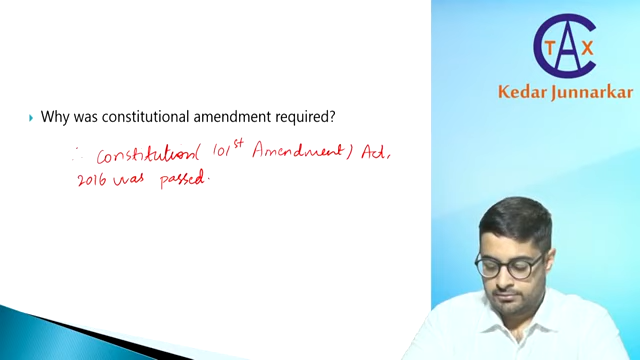 TAX
Kedar Junnarkar
Why was constitutional amendment required?
∴ Constitution (101st Amendment) Act,
2016 was passed.